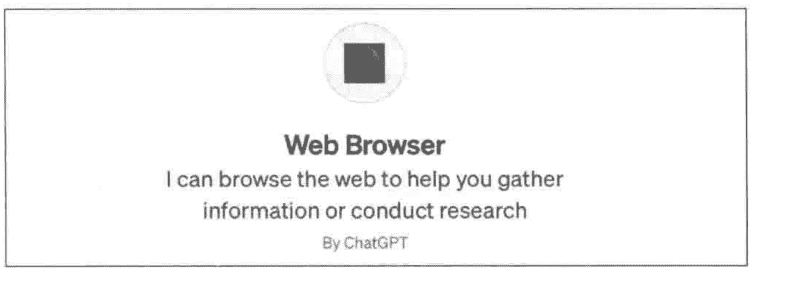 Web Browser
I can browse the web to help you gather
information or conduct research
By ChatGPT